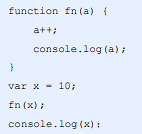 function fn(a) {
    a++;
    console.log(a);
}
var x = 10;
fn(x);
console.log(x);